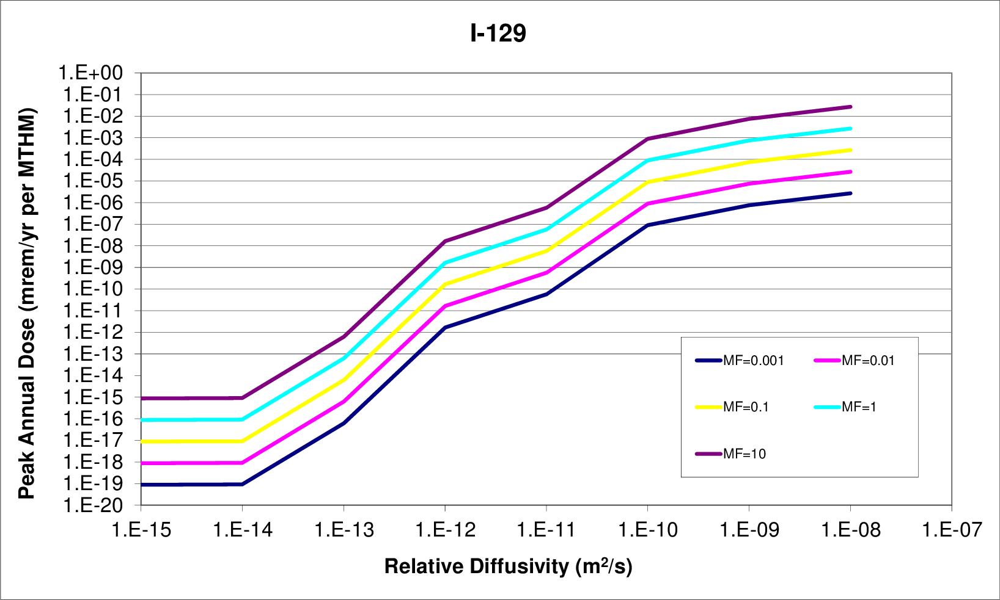 I-129
Peak Annual Dose (mrem/yr per MTHM)
1.E+00
1.E-01
1.E-02
1.E-03
1.E-04
1.E-05
1.E-06
1.E-07
1.E-08
1.E-09
1.E-10
1.E-11
1.E-12
1.E-13
1.E-14
1.E-15
1.E-16
1.E-17
1.E-18
1.E-19
1.E-20
MF=0.001 MF=0.01
MF=0.1 MF=1
MF=10
1.E-15 1.E-14 1.E-13 1.E-12 1.E-11 1.E-10 1.E-09 1.E-08 1.E-07
Relative Diffusivity (m²/s)